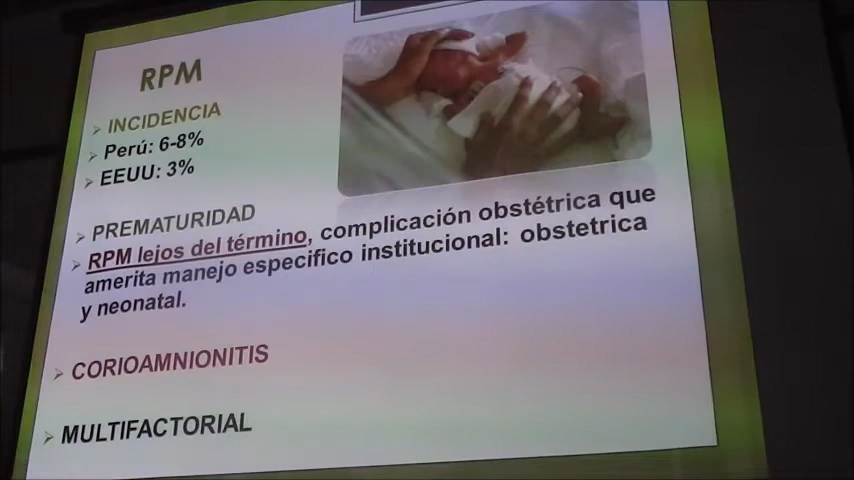 RPM
INCIDENCIA
Perú: 6-8%
EEUU: 3%
PREMATURIDAD
RPM lejos del término, complicación obstétrica que
amerita manejo especifico institucional: obstetrica
y neonatal.
CORIOAMNIONITIS
MULTIFACTORIAL